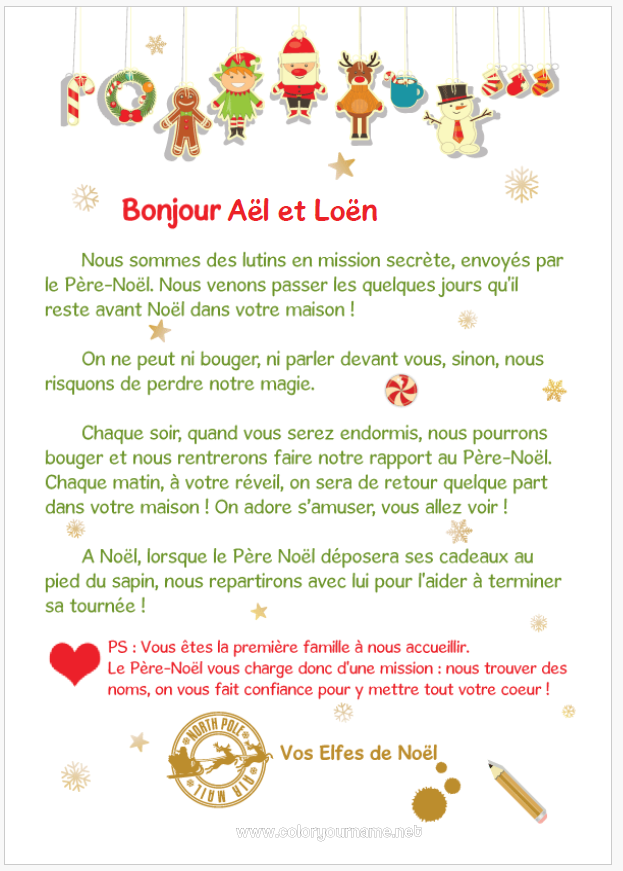 Bonjour Aël et Loën
Nous sommes des lutins en mission secrète, envoyés par
le Père-Noël. Nous venons passer les quelques jours qu'il
reste avant Noël dans votre maison !
On ne peut ni bouger, ni parler devant vous, sinon, nous
risquons de perdre notre magie.
Chaque soir, quand vous serez endormis, nous pourrons
bouger et nous rentrerons faire notre rapport au Père-Noël.
Chaque matin, à votre réveil, on sera de retour quelque part
dans votre maison ! On adore s'amuser, vous allez voir !
A Noël, lorsque le Père Noël déposera ses cadeaux au
pied du sapin, nous repartirons avec lui pour l'aider à terminer
sa tournée !
PS : Vous êtes la première famille à nous accueillir.
Le Père-Noël vous charge donc d'une mission : nous trouver des
noms, on vous fait confiance pour y mettre tout votre coeur !
NORTH POLE
AIR MAIL
Vos Elfes de Noël
www.coloryourname.net